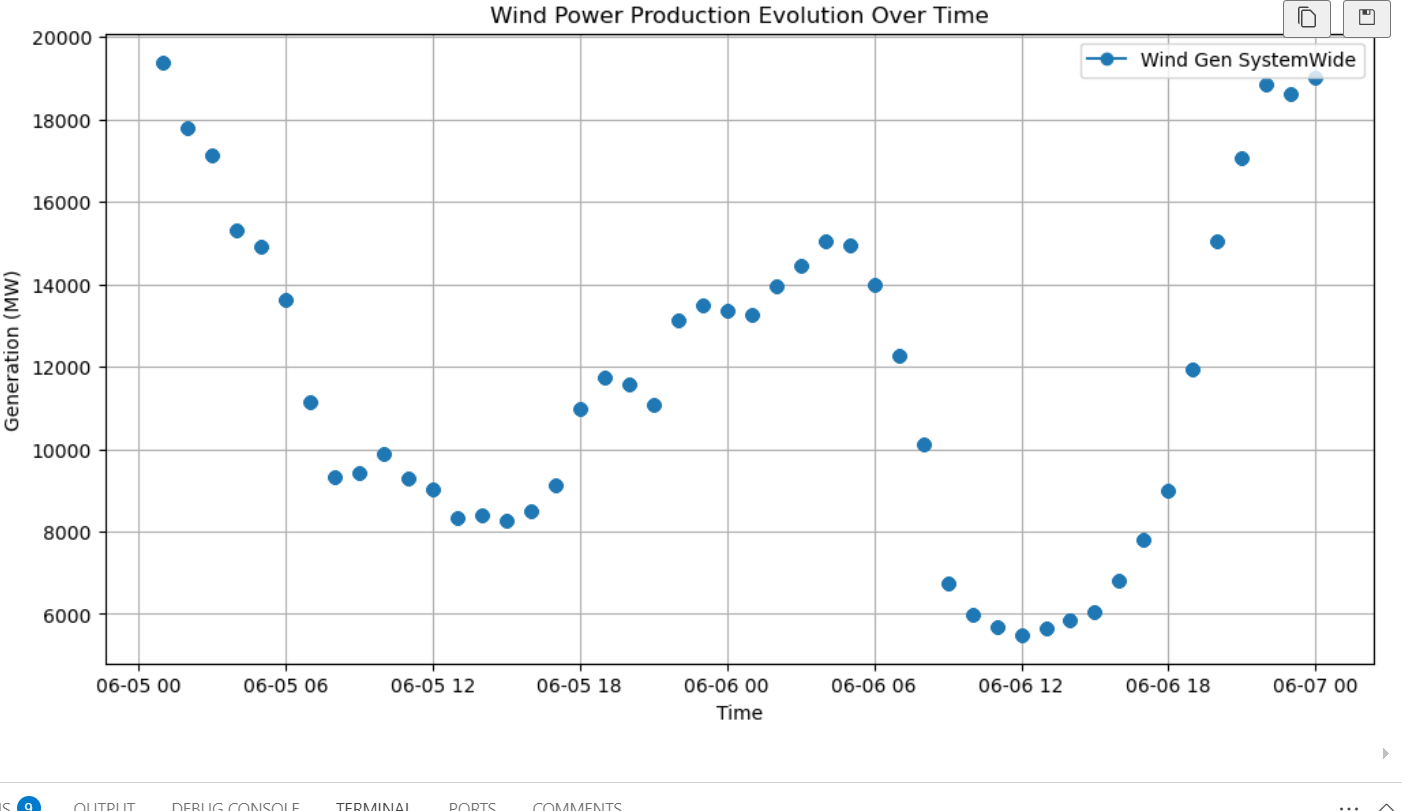 Wind Power Production Evolution Over Time
Wind Gen SystemWide
20000
18000
16000
14000
12000
10000
8000
6000
Generation (MW)
06-05 00 06-05 06 06-05 12 06-05 18 06-06 00 06-06 06 06-06 12 06-06 18 06-07 00
Time
9 OUTPUT DEBUG CONSOLE TERMINAL PORTS COMMENTS